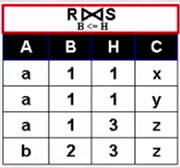 R⋈S
B <= H
A B H C
a 1 1 x
a 1 1 y
a 1 3 z
b 2 3 z